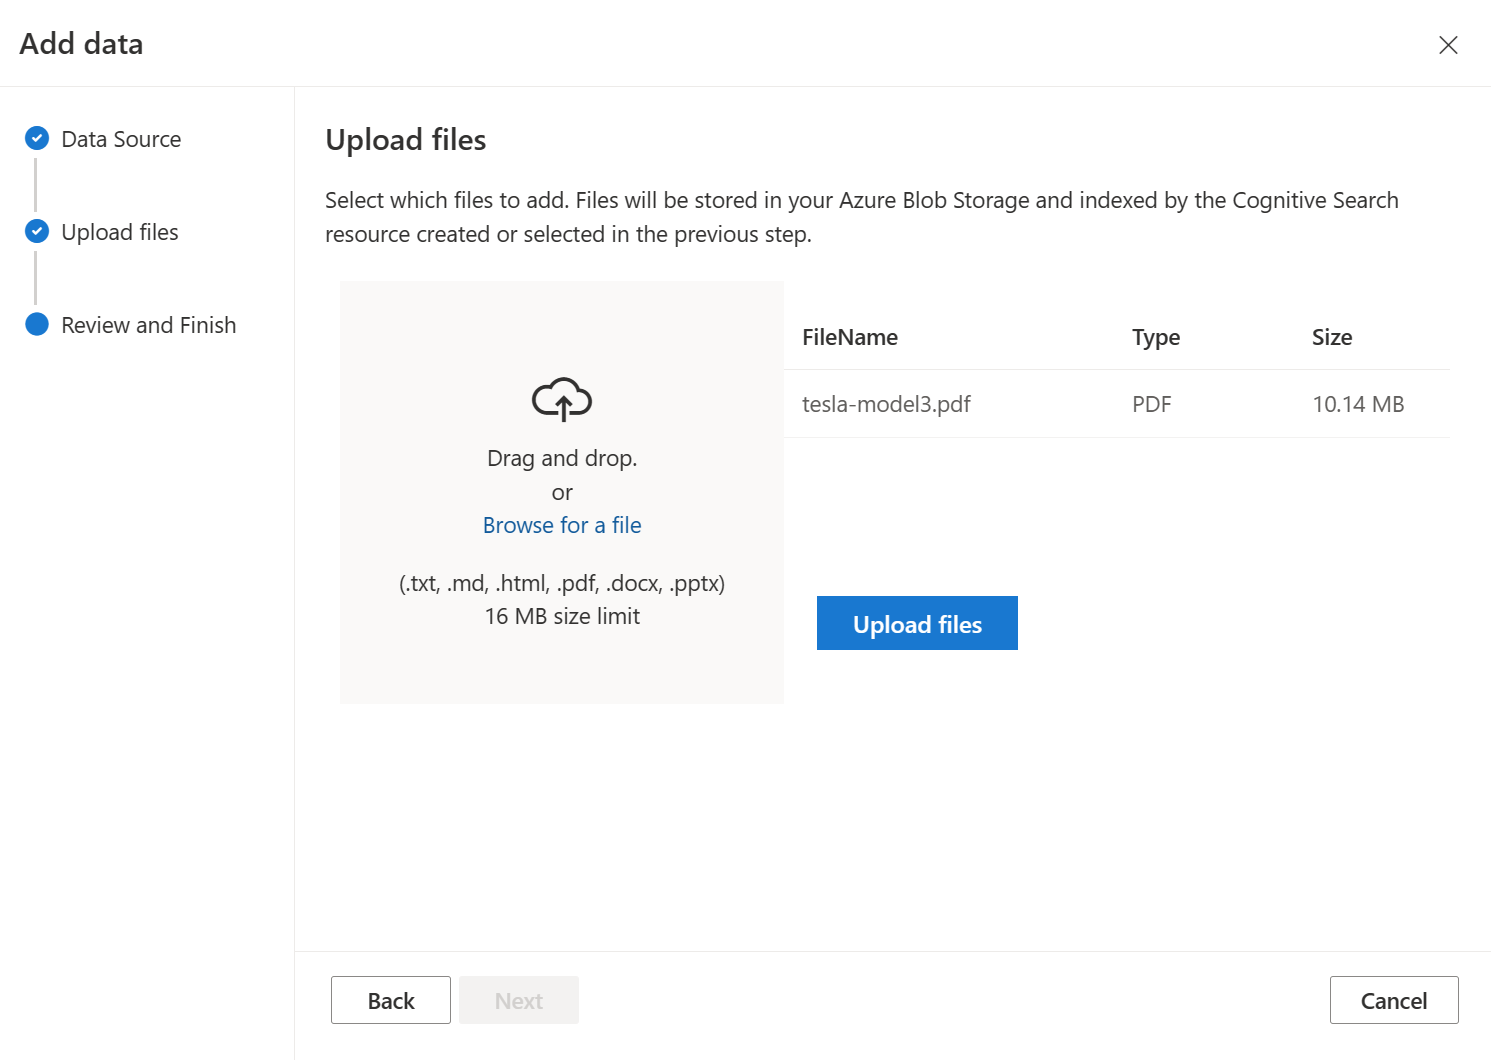 Add data
Data Source
Upload files
Review and Finish
Upload files
Select which files to add. Files will be stored in your Azure Blob Storage and indexed by the Cognitive Search
resource created or selected in the previous step.
Drag and drop.
or
Browse for a file
(.txt, .md, .html, .pdf, .docx, .pptx)
16 MB size limit
FileName Type Size
tesla-model3.pdf PDF 10.14 MB
Upload files
Back Next Cancel